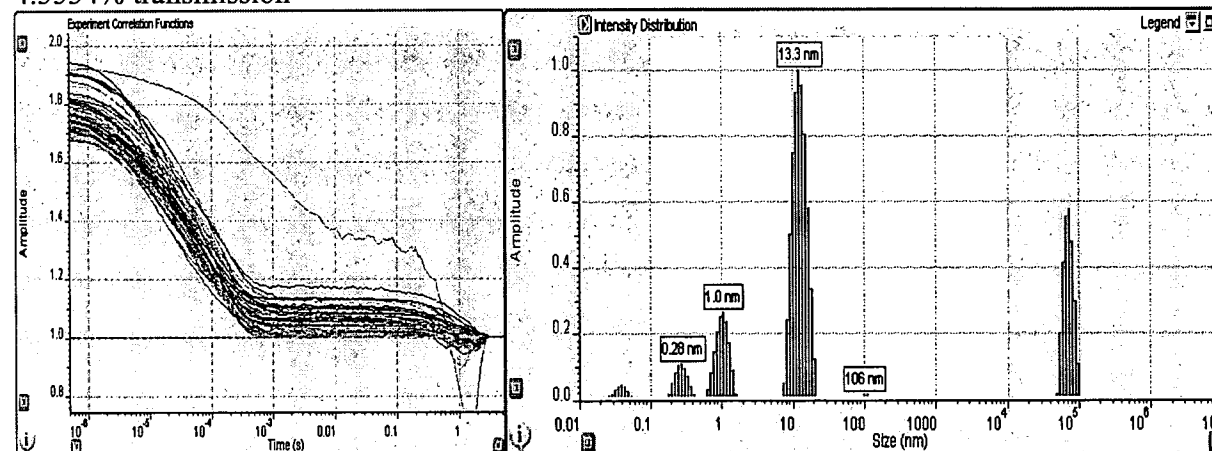 4.9994% transmission
Experiment Correlation Functions
2.0
1.8
1.6
1.4
1.2
1.0
0.8
Amplitude
10⁻⁶
10⁻⁵
10⁻⁴
10⁻³
0.01
0.1
1
Time (s)
Intensity Distribution
Legend
1.0
0.8
0.6
0.4
0.2
0.0
Amplitude
0.28 nm
1.0 nm
13.3 nm
106 nm
0.01
0.1
1
10
100
1000
10⁴
10⁵
10⁶
Size (nm)